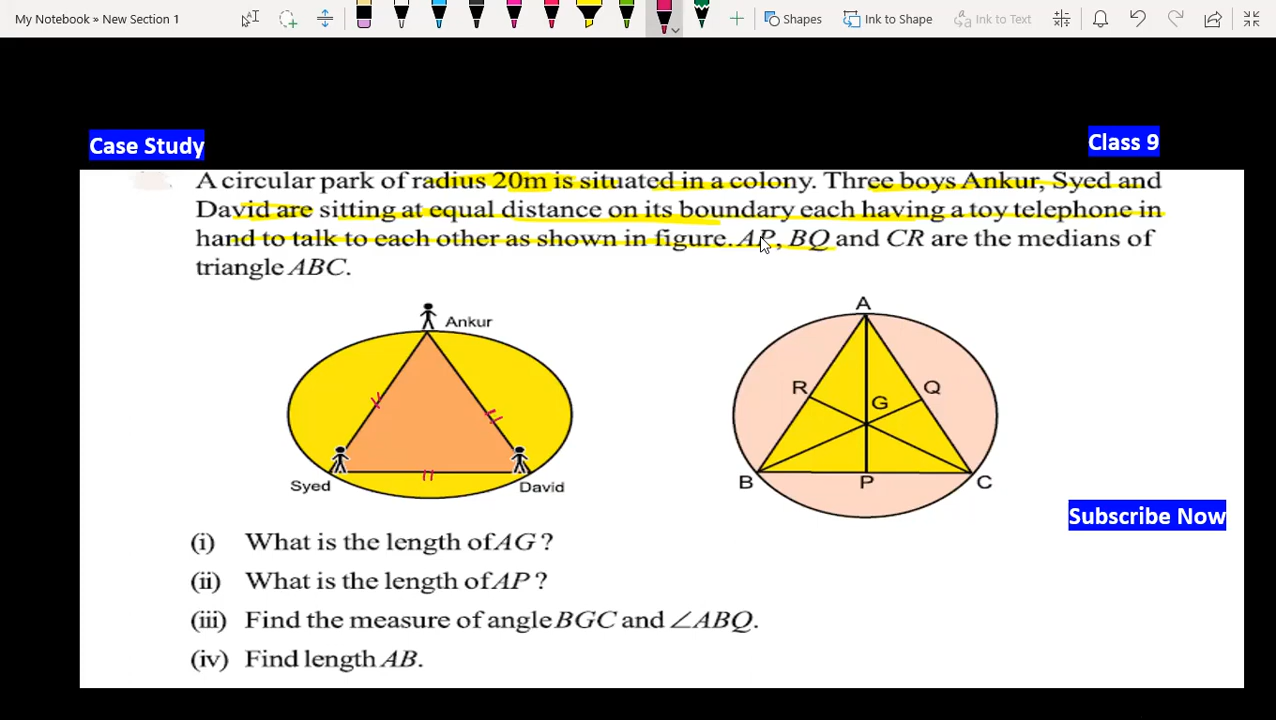 My Notebook » New Section 1
Shapes
Ink to Shape
Ink to Text
Case Study
Class 9
A circular park of radius 20m is situated in a colony. Three boys Ankur, Syed and
David are sitting at equal distance on its boundary each having a toy telephone in
hand to talk to each other as shown in figure. AP, BQ and CR are the medians of
triangle ABC.
Ankur
Syed
David
A
R
Q
G
B
P
C
Subscribe Now
(i) What is the length of AG ?
(ii) What is the length of AP ?
(iii) Find the measure of angle BGC and ∠ABQ.
(iv) Find length AB.